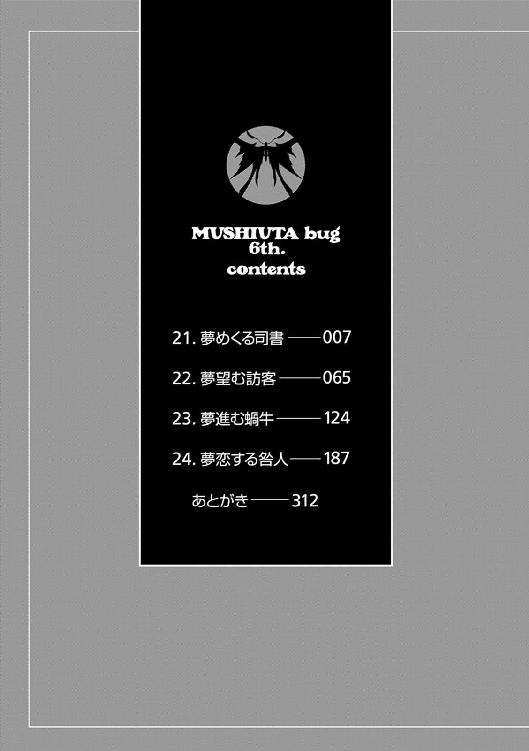 MUSHIUTA bug
6th.
contents
21. 夢めくる司書――007
22. 夢望む訪客――065
23. 夢進む蝸牛――124
24. 夢恋する咎人――187
あとがき――312